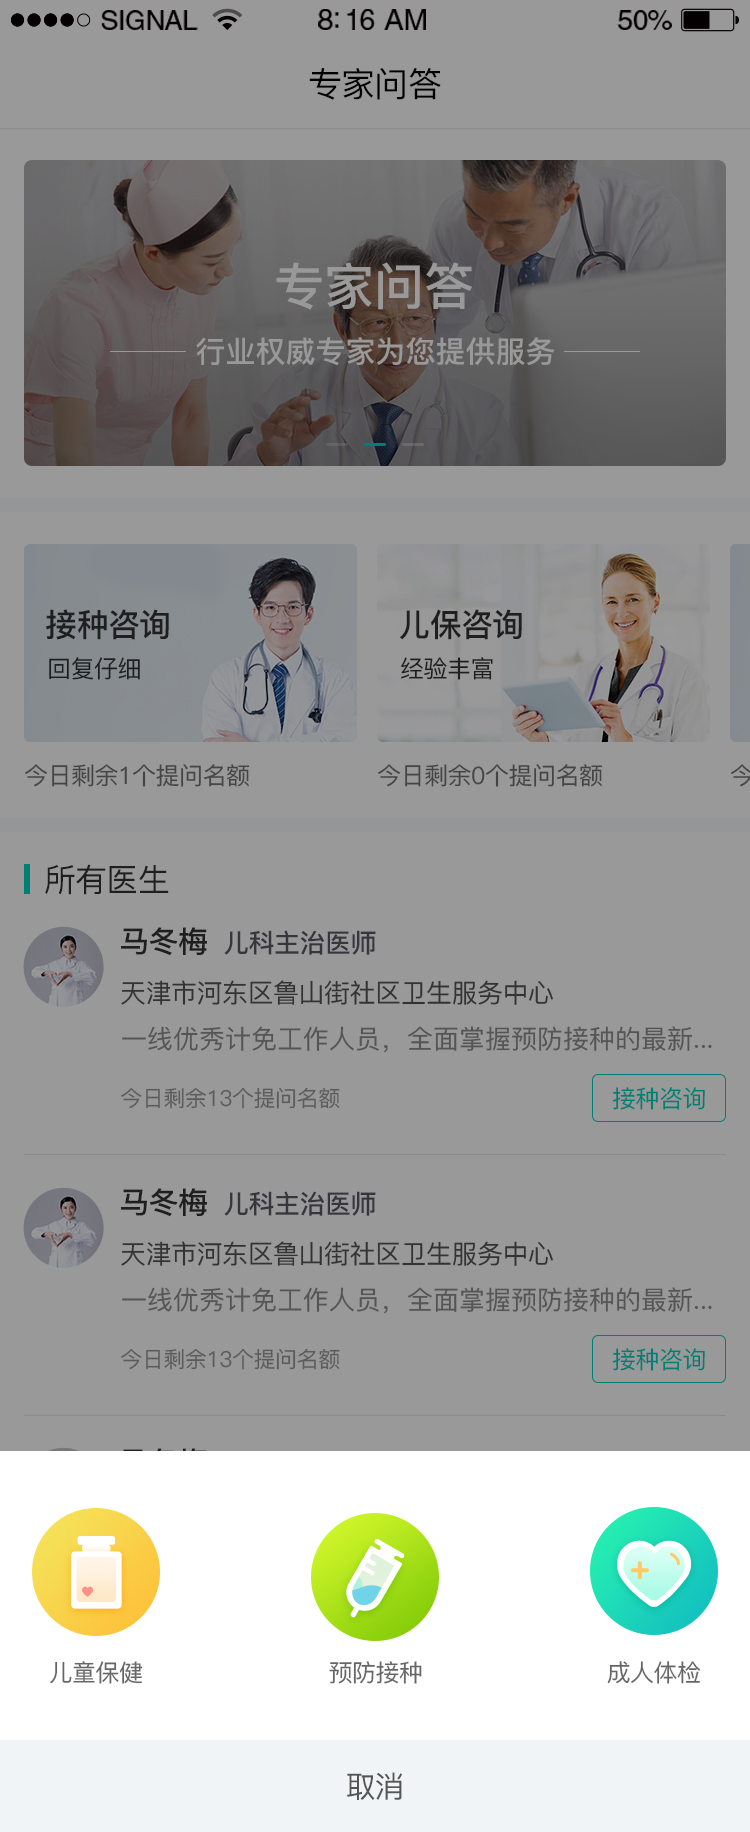 SIGNAL 8:16 AM 50%
专家问答
专家问答
行业权威专家为您提供服务
接种咨询
回复仔细
今日剩余1个提问名额
儿保咨询
经验丰富
今日剩余0个提问名额
今
所有医生
马冬梅 儿科主治医师
天津市河东区鲁山街社区卫生服务中心
一线优秀计免工作人员，全面掌握预防接种的最新...
今日剩余13个提问名额 接种咨询
马冬梅 儿科主治医师
天津市河东区鲁山街社区卫生服务中心
一线优秀计免工作人员，全面掌握预防接种的最新...
今日剩余13个提问名额 接种咨询
儿童保健 预防接种 成人体检
取消